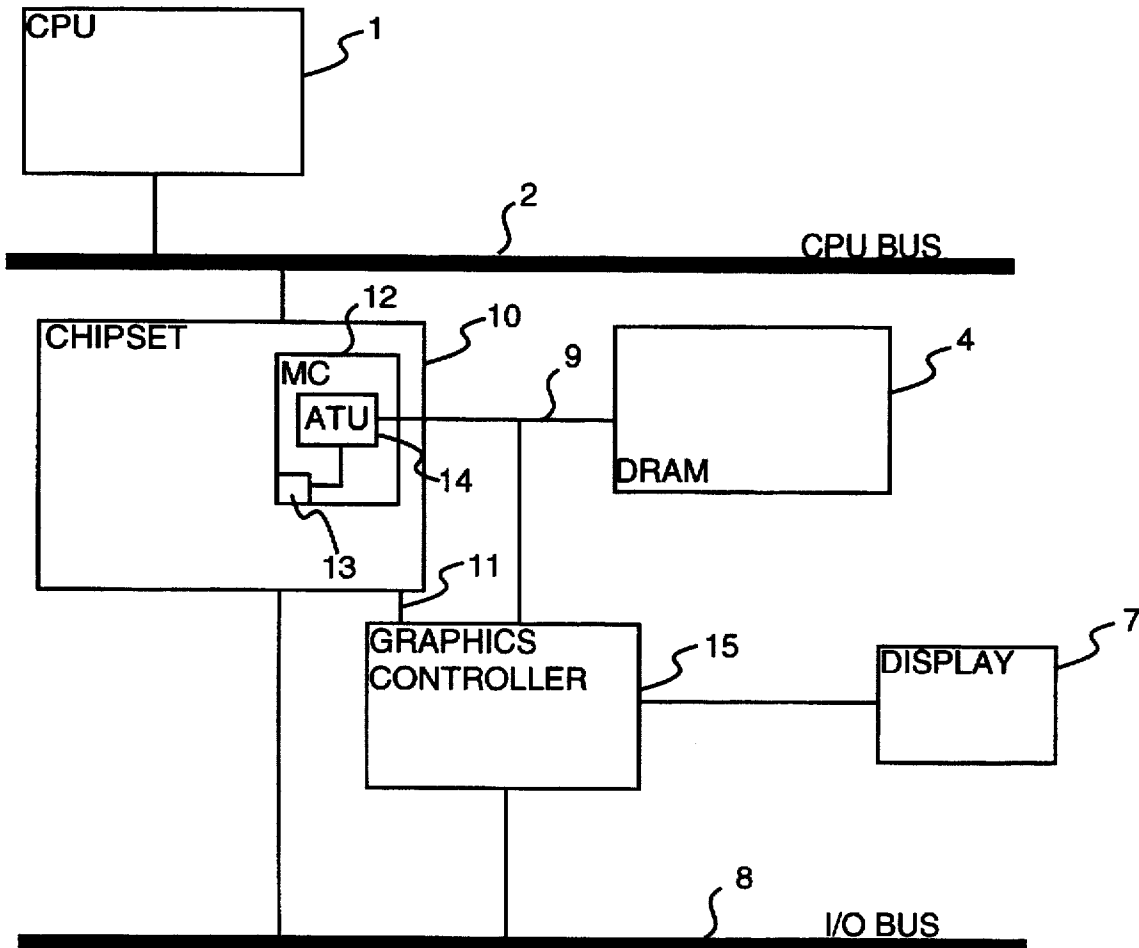 CPU
1
2
CPU BUS
CHIPSET
12
10
MC
ATU
9
4
DRAM
14
13
11
GRAPHICS
CONTROLLER
15
7
DISPLAY
8
I/O BUS